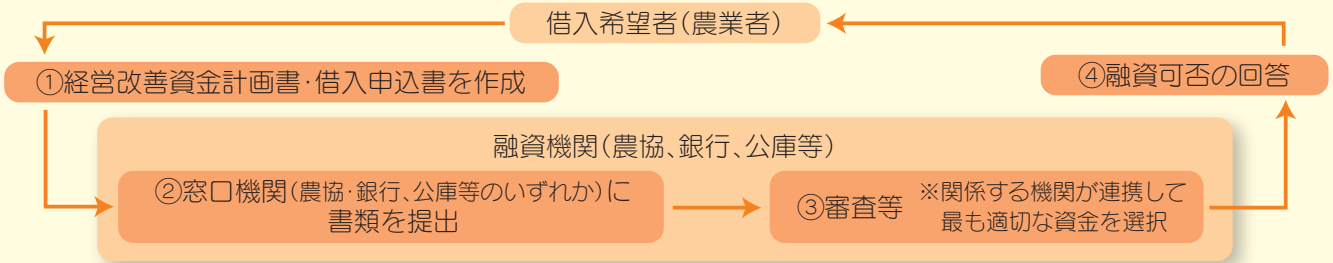 借入希望者(農業者)
①経営改善資金計画書・借入申込書を作成
④融資可否の回答
融資機関(農協、銀行、公庫等)
②窓口機関(農協・銀行、公庫等のいずれか)に
書類を提出
③審査等
※関係する機関が連携して
最も適切な資金を選択